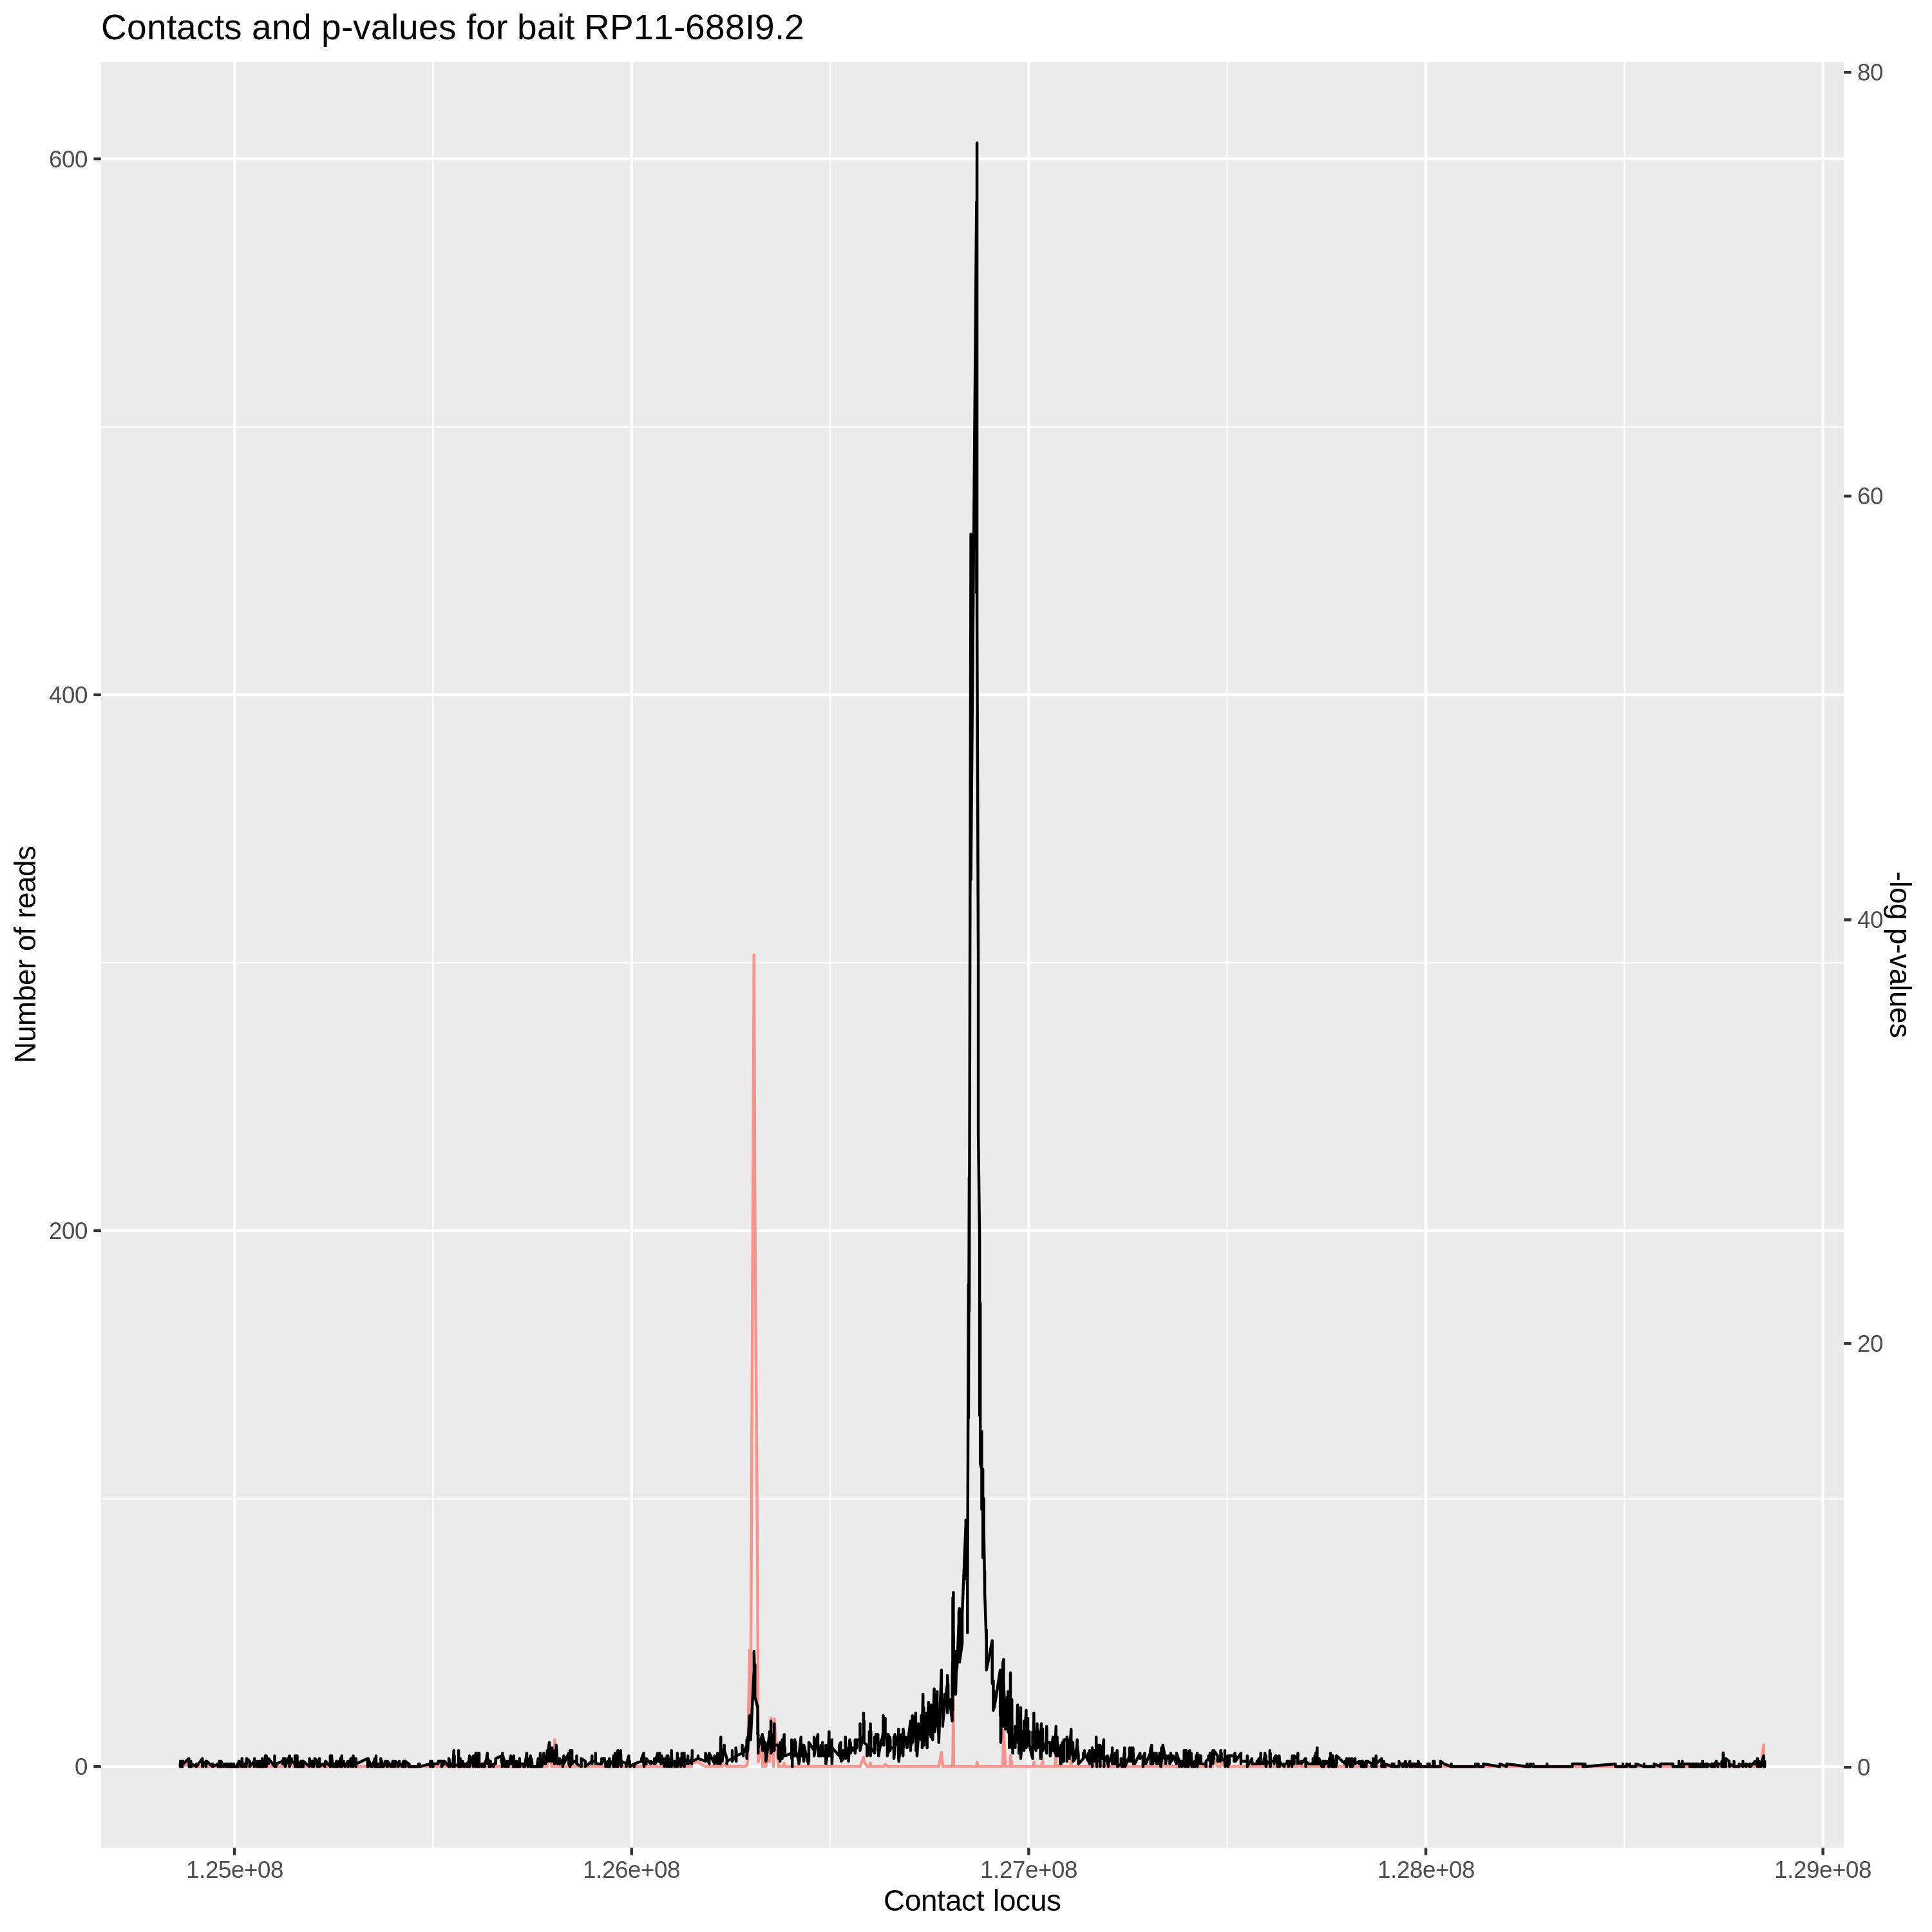 Contacts and p-values for bait RP11-688I9.2
80
600
60
400
40
Number of reads
-log p-values
200
20
0
0
1.25e+08 1.26e+08 1.27e+08 1.28e+08 1.29e+08
Contact locus